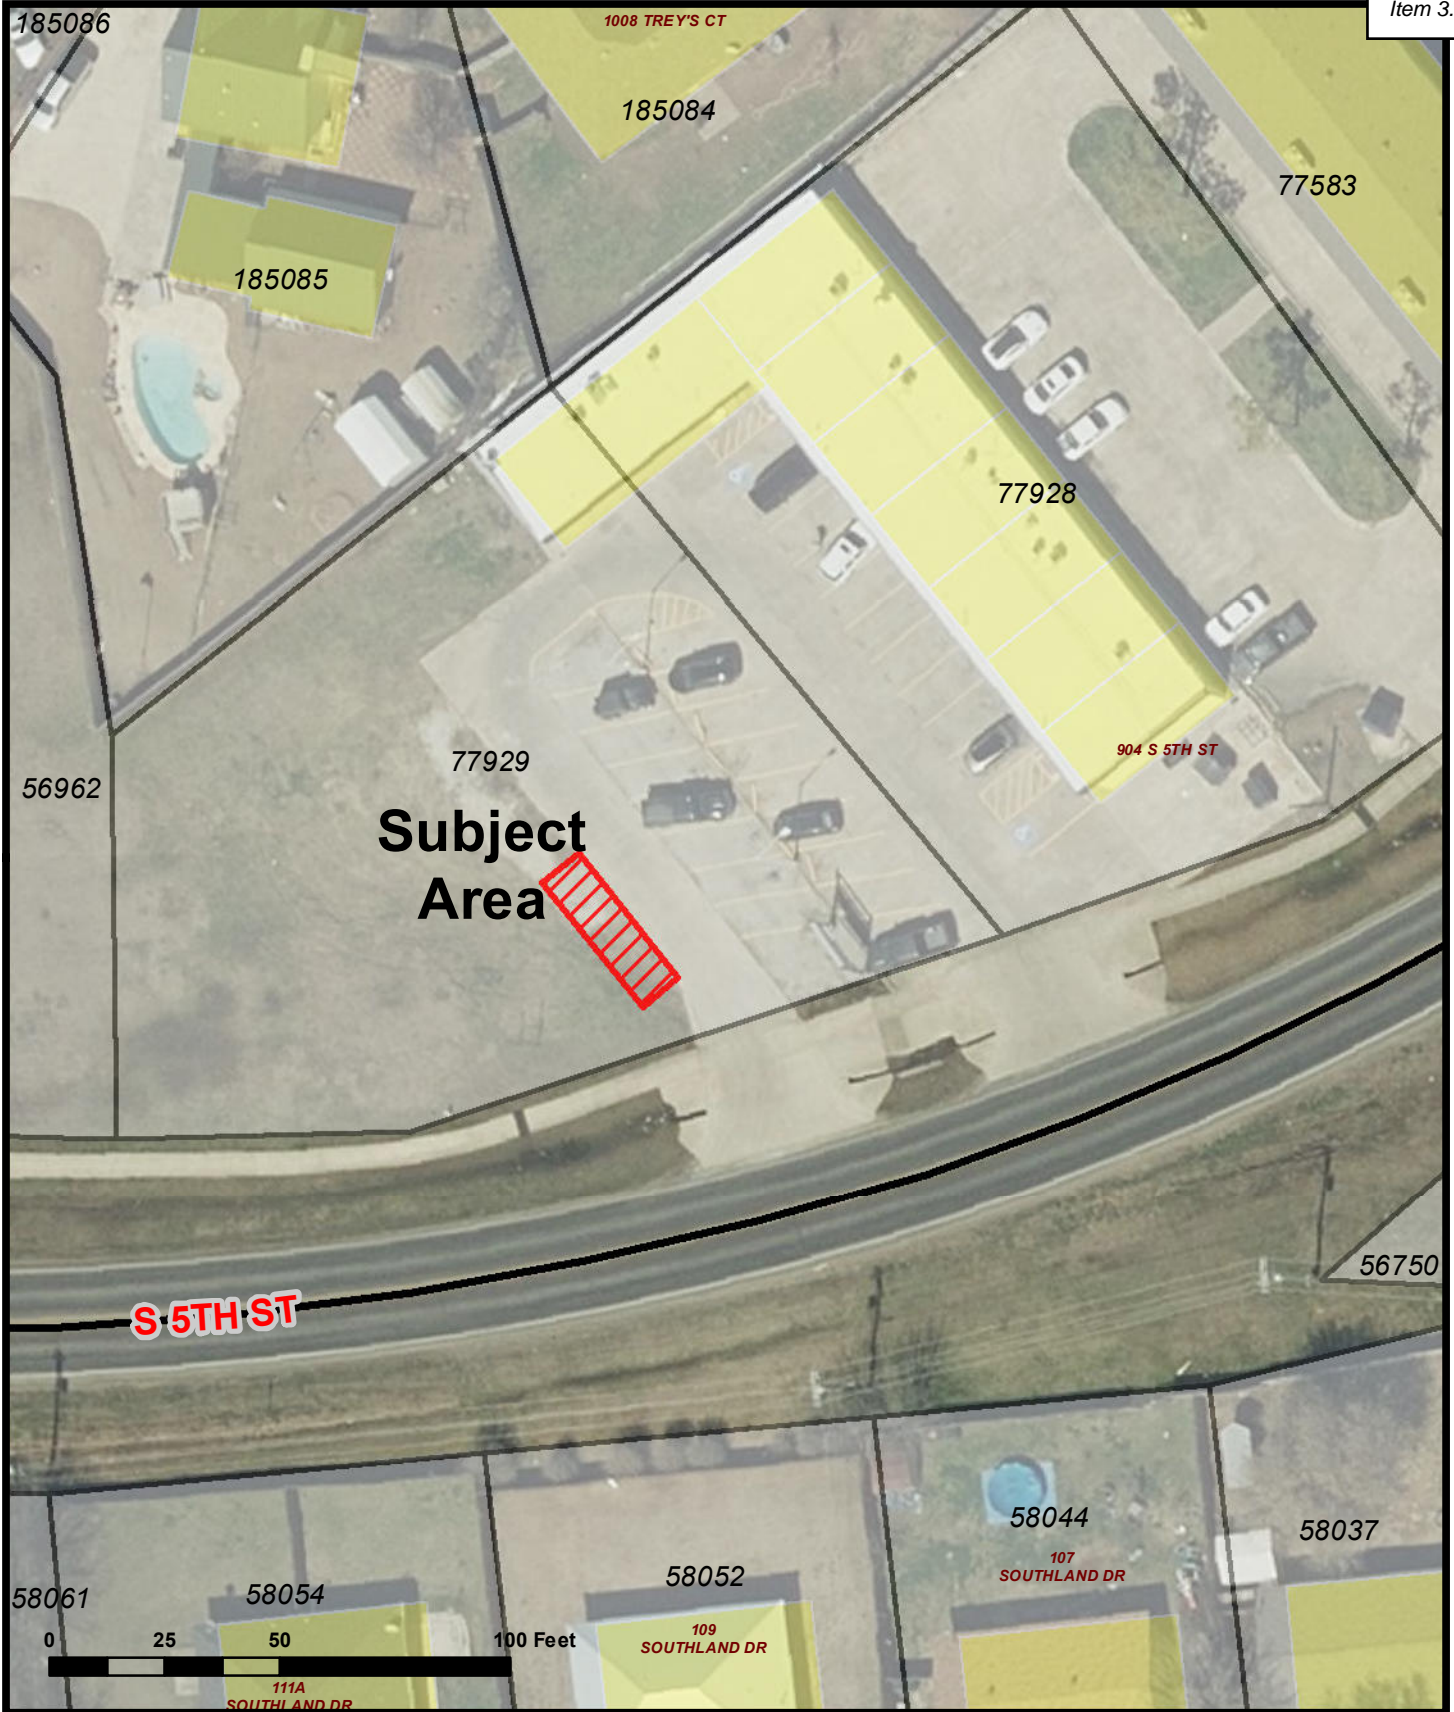 Item 3.
185086
1008 TREY'S CT
185084
77583
185085
77928
904 S 5TH ST
77929
56962
Subject
Area
56750
S 5TH ST
58044
58037
107
SOUTHLAND DR
58052
58061
58054
109
SOUTHLAND DR
0 25 50 100 Feet
111A
SOUTHLAND DR